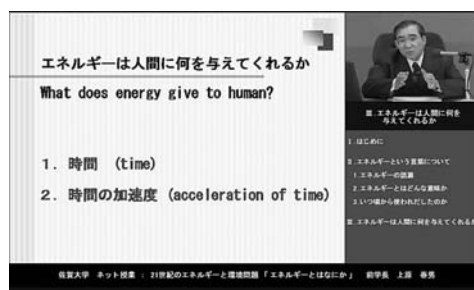 エネルギーは人間に何を与えてくれるか
What does energy give to human?
1. 時間 (time)
2. 時間の加速度 (acceleration of time)
Ⅲ.エネルギーは人間に何を
与えてくれるか
Ⅰ.はじめに
Ⅱ.エネルギーという言葉について
1.エネルギーの語源
2.エネルギーとはどんな意味か
3.いつ頃から使われだしたのか
Ⅲ.エネルギーは人間に何を与えてくれるか
佐賀大学 ネット授業 : 21世紀のエネルギーと環境問題「エネルギーとはなにか」 前学長 上原 春男